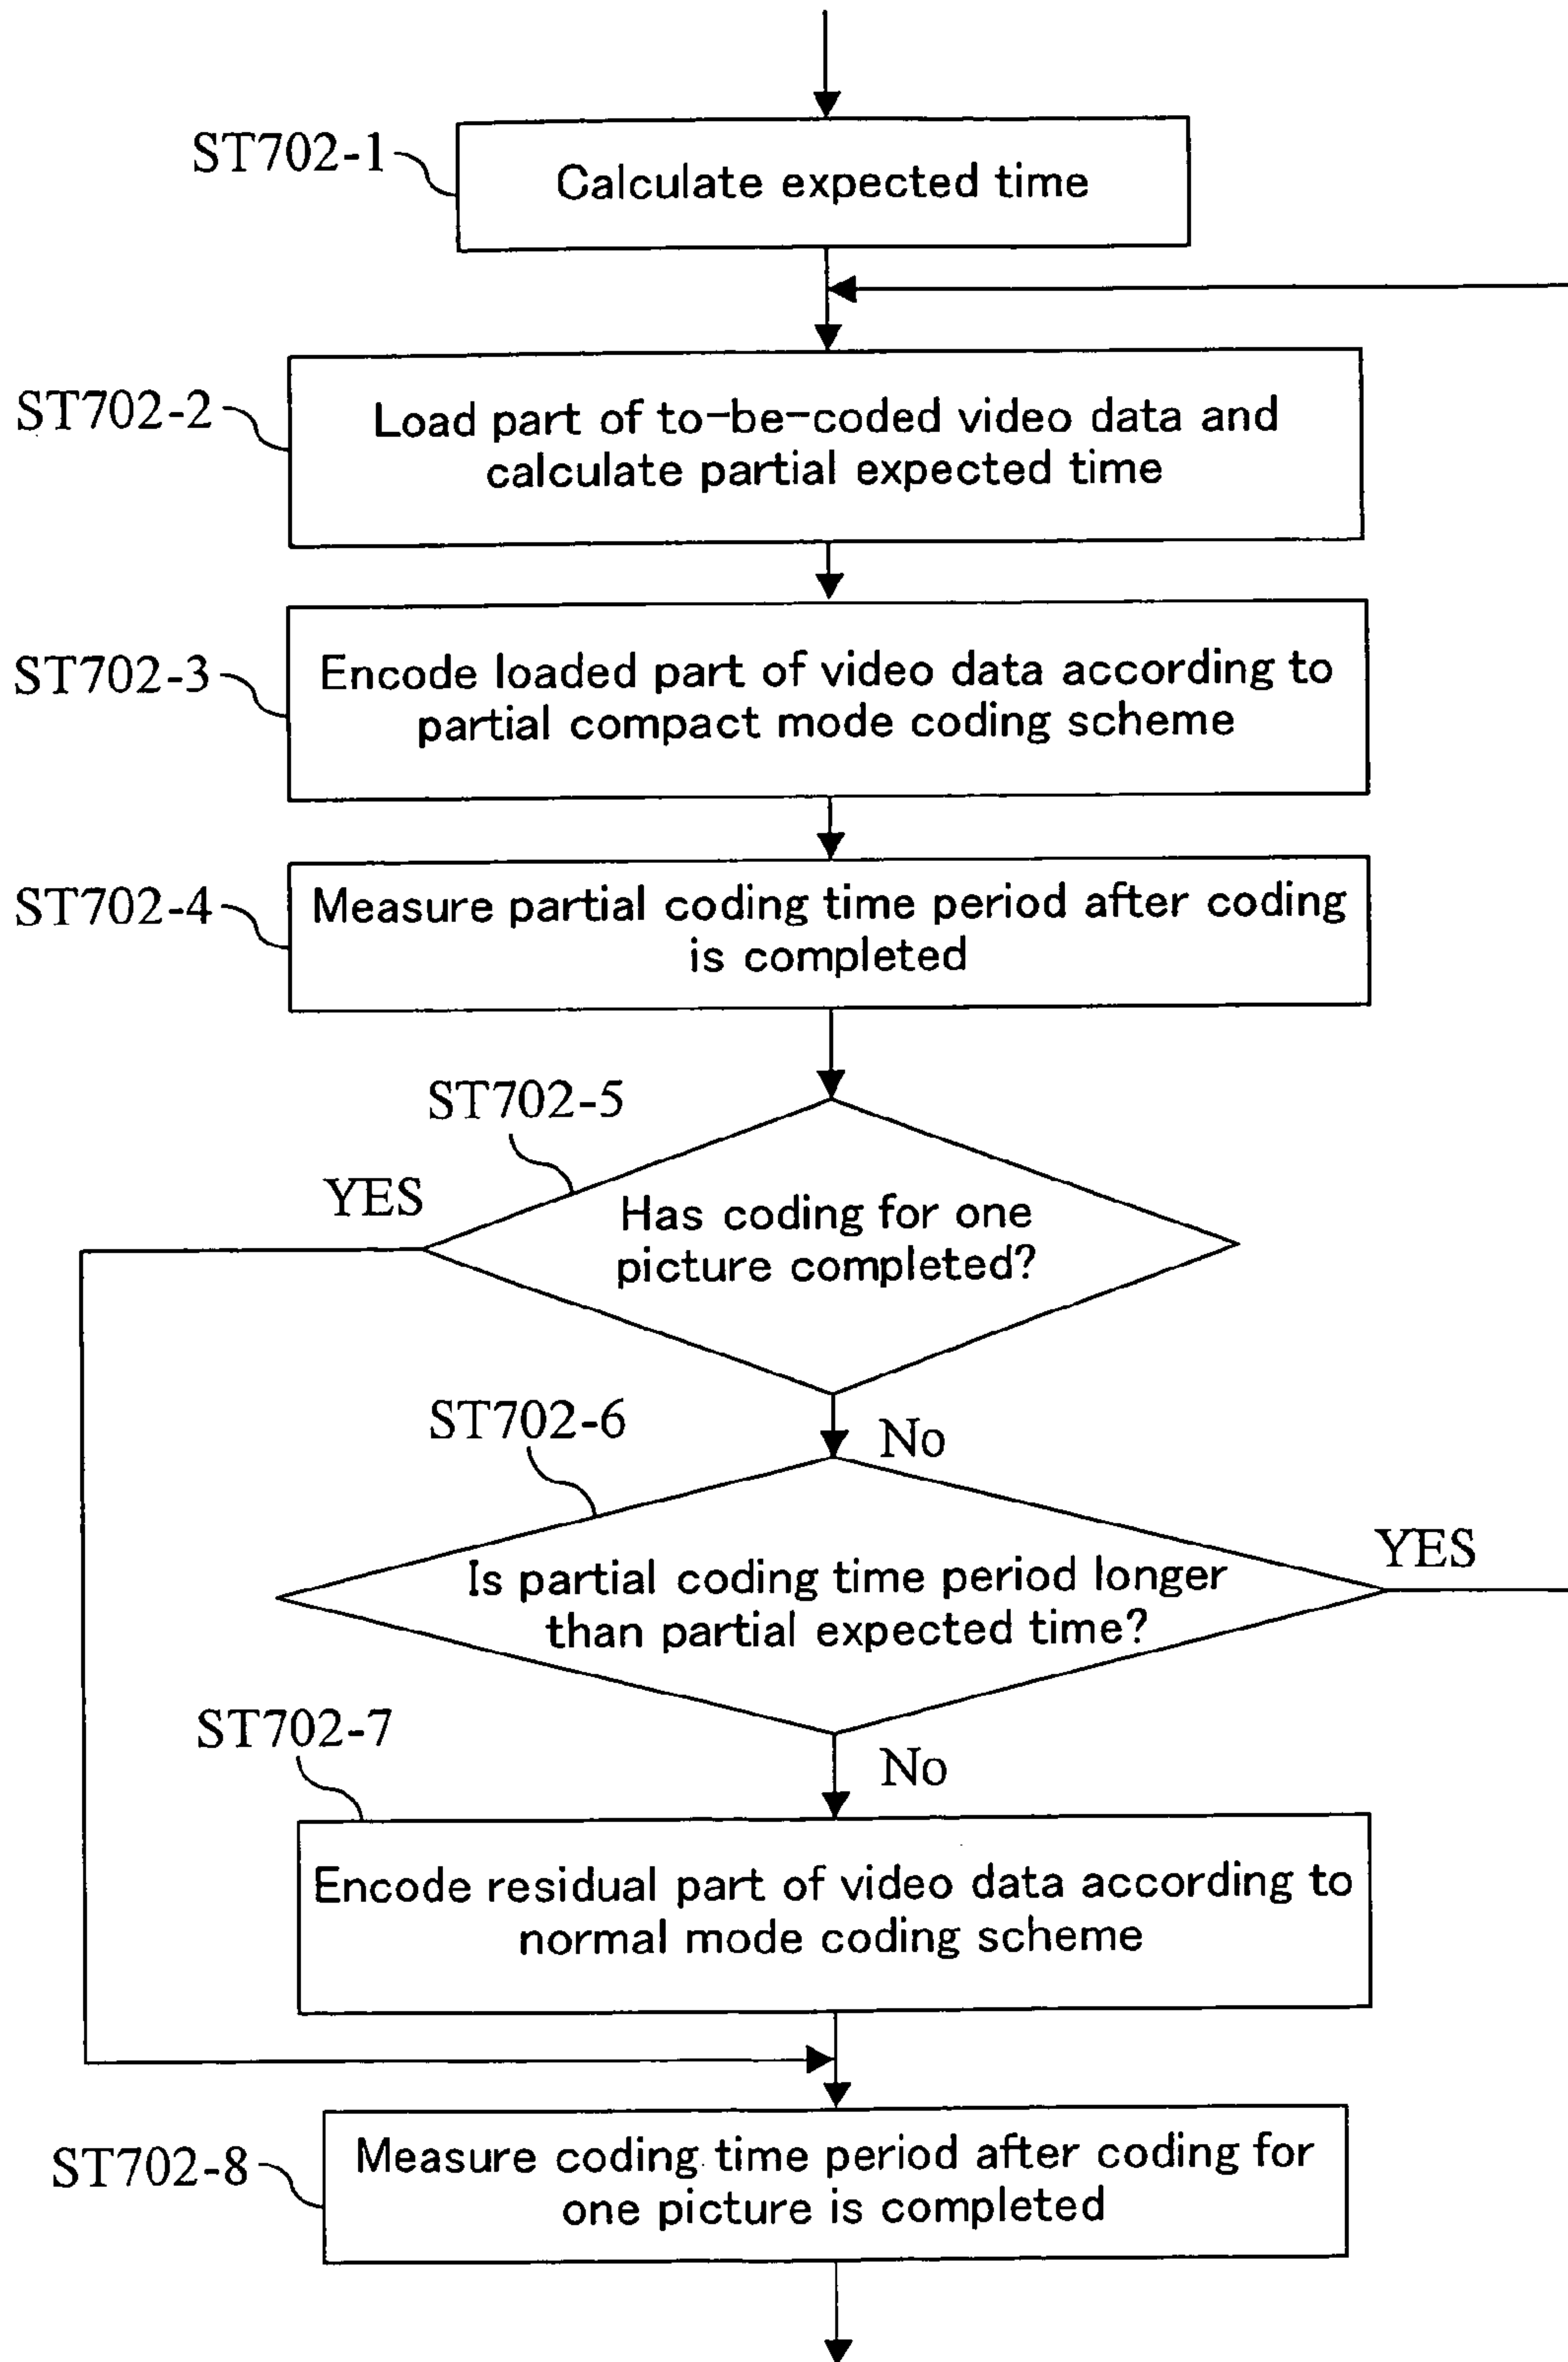 ST702-1
Calculate expected time
ST702-2
Load part of to-be-coded video data and
calculate partial expected time
ST702-3
Encode loaded part of video data according to
partial compact mode coding scheme
ST702-4
Measure partial coding time period after coding
is completed
ST702-5
YES
Has coding for one
picture completed?
ST702-6
No
YES
Is partial coding time period longer
than partial expected time?
ST702-7
No
Encode residual part of video data according to
normal mode coding scheme
ST702-8
Measure coding time period after coding for
one picture is completed